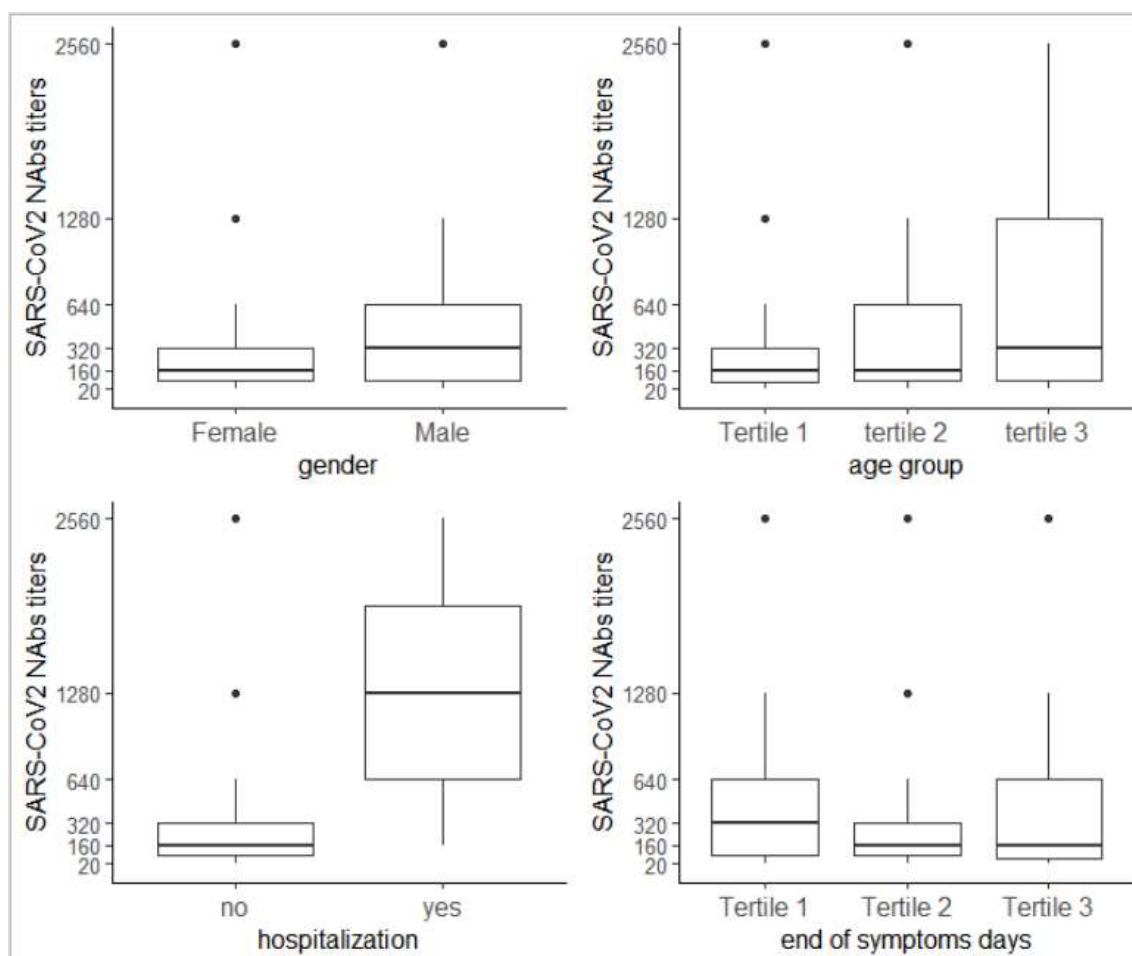 SARS-CoV2 NAbs titers
2560
1280
640
320
160
20
Female Male
gender
SARS-CoV2 NAbs titers
2560
1280
640
320
160
20
Tertile 1 tertile 2 tertile 3
age group
SARS-CoV2 NAbs titers
2560
1280
640
320
160
20
no yes
hospitalization
SARS-CoV2 NAbs titers
2560
1280
640
320
160
20
Tertile 1 Tertile 2 Tertile 3
end of symptoms days